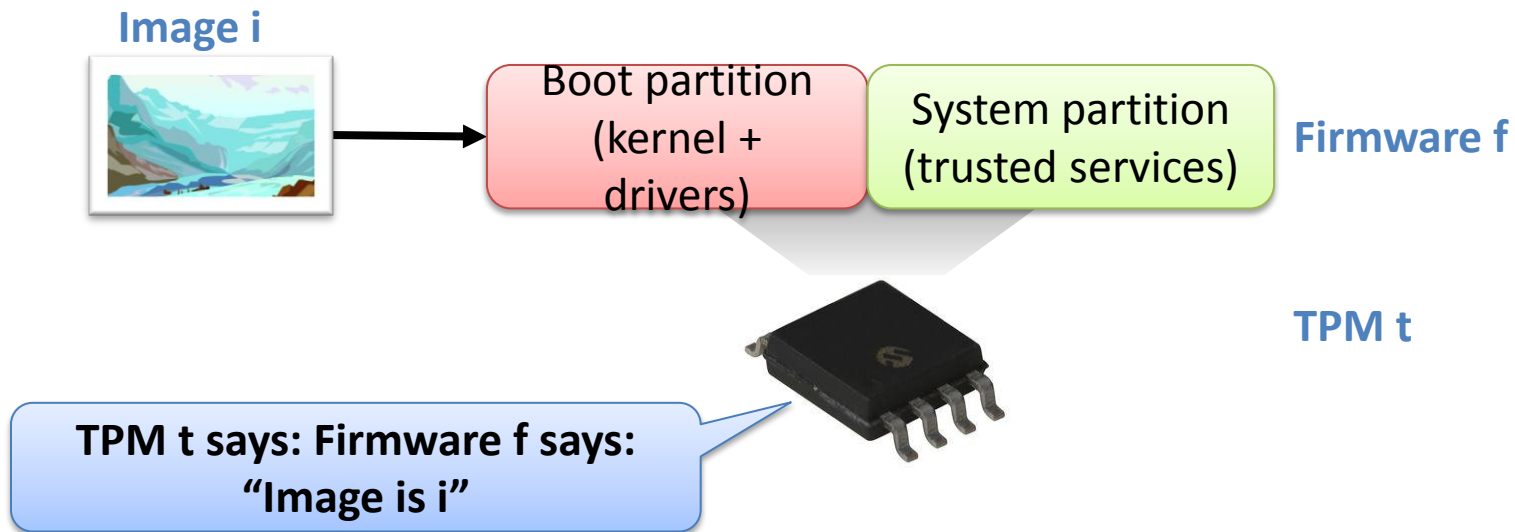 Image i
Boot partition
(kernel +
drivers)
System partition
(trusted services)
Firmware f
TPM t
TPM t says: Firmware f says:
“Image is i”